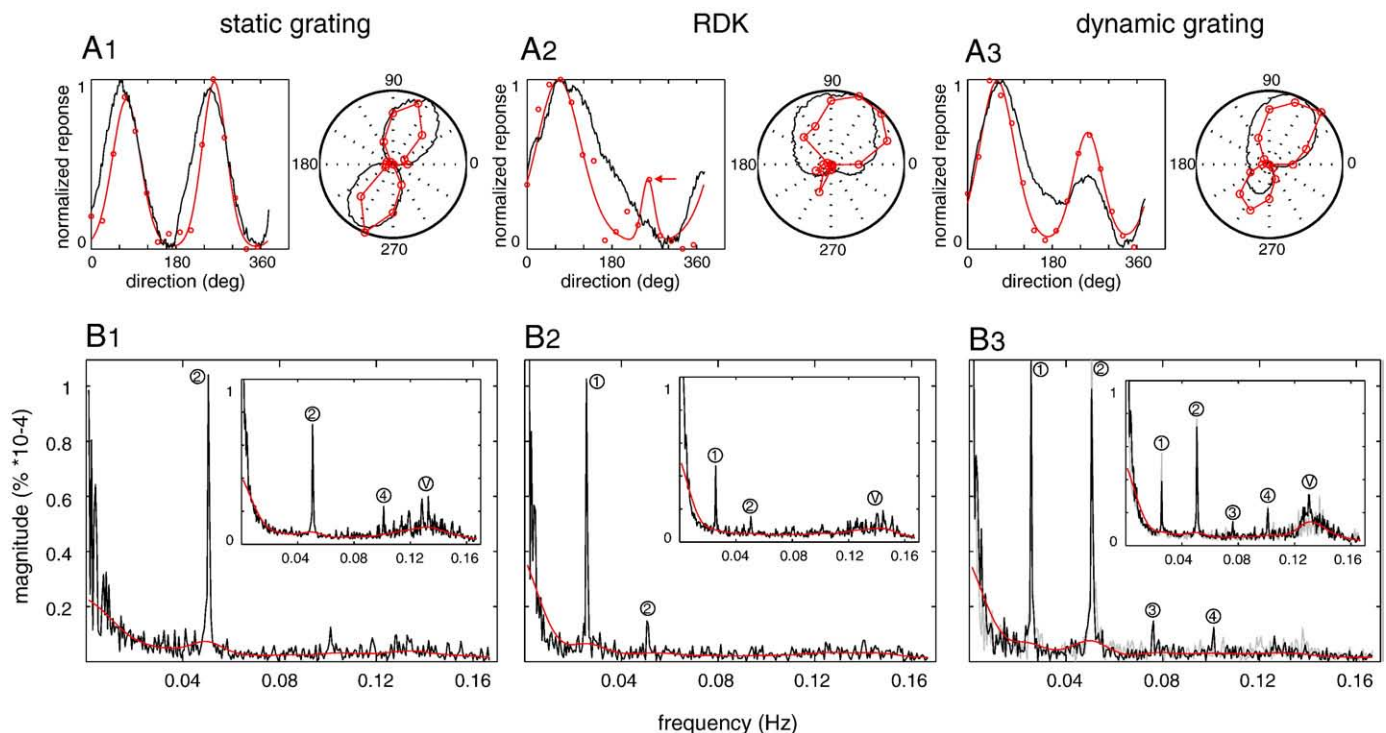 static grating RDK dynamic grating
A1 A2 A3
normalized reponse normalized reponse normalized reponse
1 1 1
0 0 0
0 180 360 0 180 360 0 180 360
direction (deg) direction (deg) direction (deg)
90 90 90
180 0 180 0 180 0
270 270 270
B1 B2 B3
magnitude (% *10-4)
1
0.8
0.6
0.4
0.2
② ① ① ②
② ③ ④
1 ② ④ Ⓥ
0 0.04 0.08 0.12 0.16
1 ① ② Ⓥ
0 0.04 0.08 0.12 0.16
1 ① ② ③ ④ Ⓥ
0 0.04 0.08 0.12 0.16
0.04 0.08 0.12 0.16 0.04 0.08 0.12 0.16 0.04 0.08 0.12 0.16
frequency (Hz)